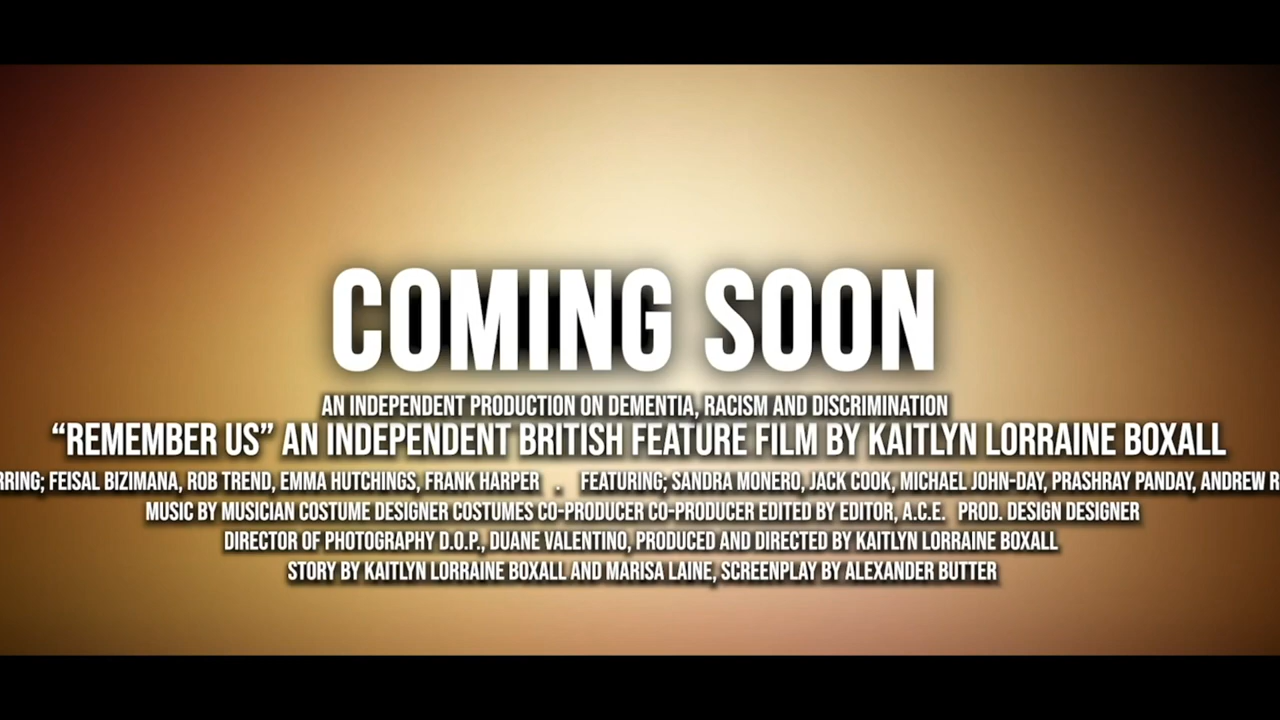 COMING SOON
AN INDEPENDENT PRODUCTION ON DEMENTIA, RACISM AND DISCRIMINATION
“REMEMBER US” AN INDEPENDENT BRITISH FEATURE FILM BY KAITLYN LORRAINE BOXALL
RRING; FEISAL BIZIMANA, ROB TREND, EMMA HUTCHINGS, FRANK HARPER . FEATURING; SANDRA MONERO, JACK COOK, MICHAEL JOHN-DAY, PRASHRAY PANDAY, ANDREW R
MUSIC BY MUSICIAN COSTUME DESIGNER COSTUMES CO-PRODUCER CO-PRODUCER EDITED BY EDITOR, A.C.E. PROD. DESIGN DESIGNER
DIRECTOR OF PHOTOGRAPHY D.O.P., DUANE VALENTINO, PRODUCED AND DIRECTED BY KAITLYN LORRAINE BOXALL
STORY BY KAITLYN LORRAINE BOXALL AND MARISA LAINE, SCREENPLAY BY ALEXANDER BUTTER